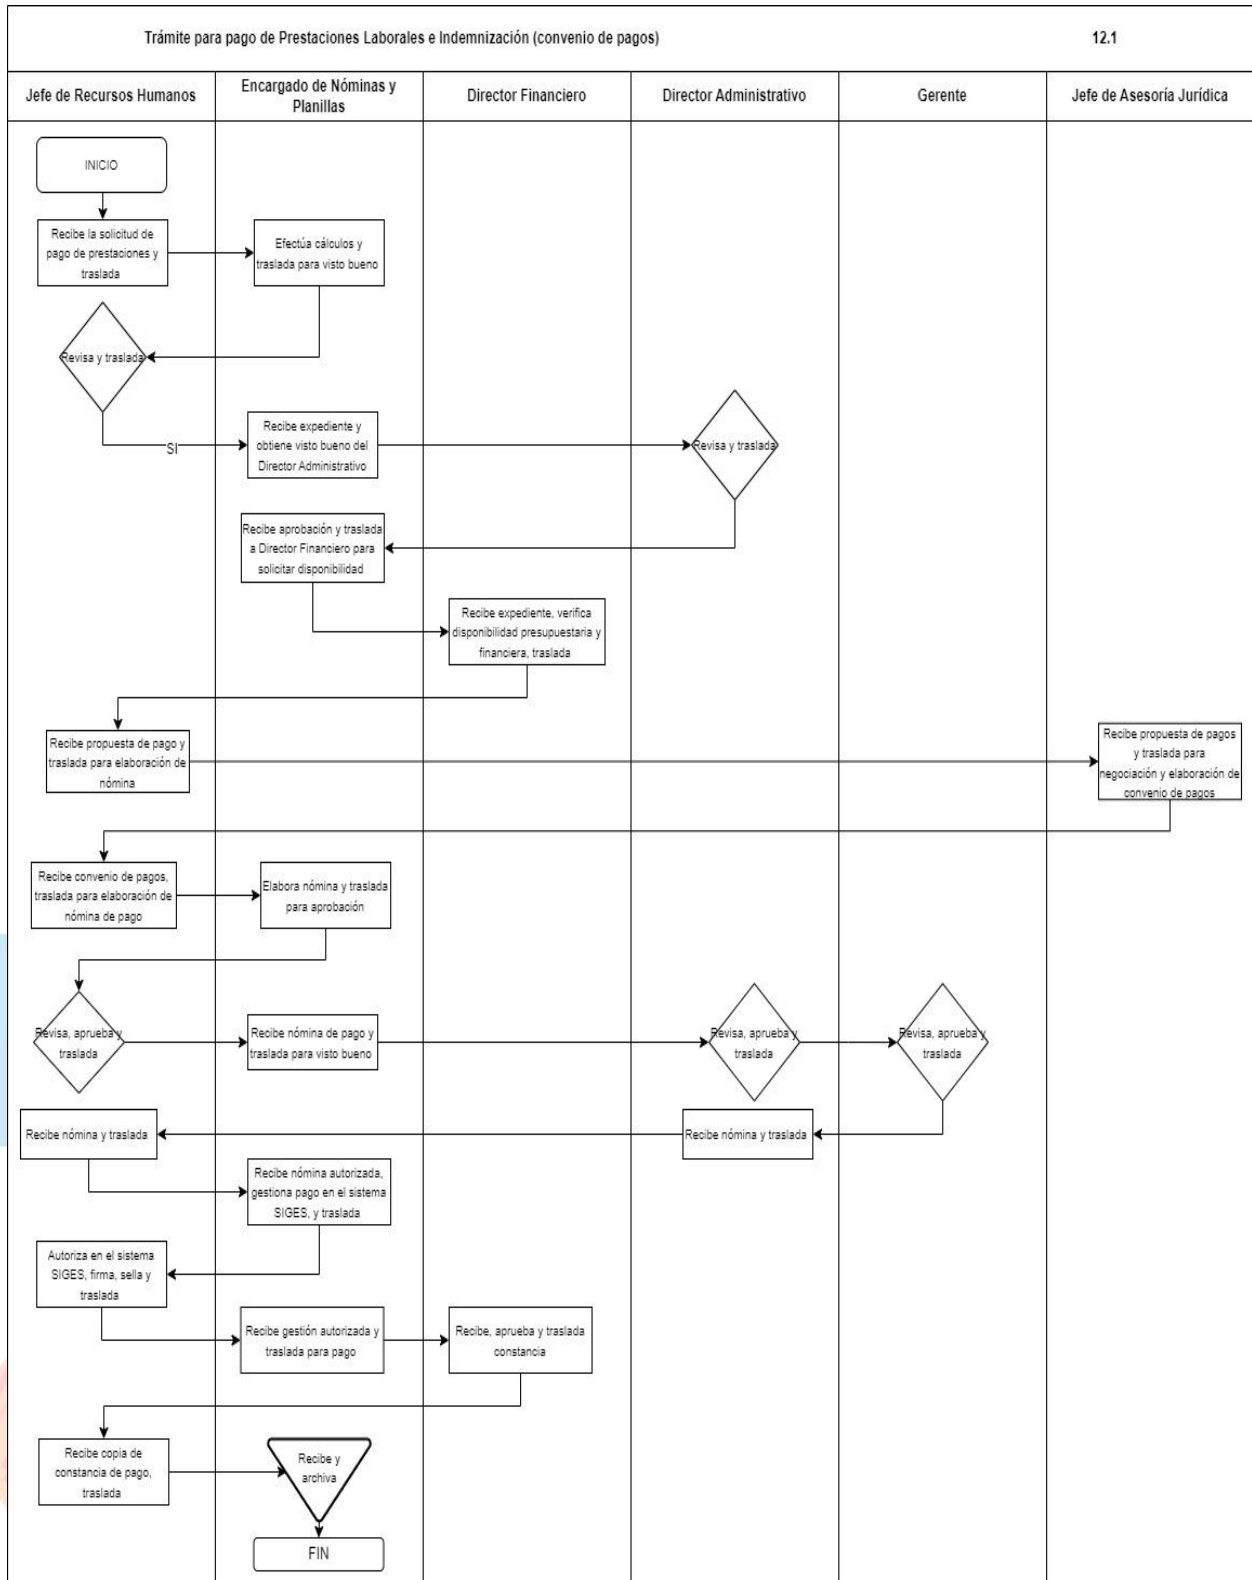 Trámite para pago de Prestaciones Laborales e Indemnización (convenio de pagos)
12.1
Jefe de Recursos Humanos
Encargado de Nóminas y
Planillas
Director Financiero
Director Administrativo
Gerente
Jefe de Asesoría Jurídica
INICIO
Recibe la solicitud de
pago de prestaciones y
traslada
Efectúa cálculos y
traslada para visto bueno
Revisa y traslada
SI
Recibe expediente y
obtiene visto bueno del
Director Administrativo
Revisa y traslada
Recibe aprobación y traslada
a Director Financiero para
solicitar disponibilidad
Recibe expediente, verifica
disponibilidad presupuestaria y
financiera, traslada
Recibe propuesta de pago y
traslada para elaboración de
nómina
Recibe propuesta de pagos
y traslada para
negociación y elaboración de
convenio de pagos
Recibe convenio de pagos,
traslada para elaboración de
nómina de pago
Elabora nómina y traslada
para aprobación
Revisa, aprueba y
traslada
Recibe nómina de pago y
traslada para visto bueno
Revisa, aprueba y
traslada
Revisa, aprueba y
traslada
Recibe nómina y traslada
Recibe nómina y traslada
Recibe nómina autorizada,
gestiona pago en el sistema
SIGES, y traslada
Autoriza en el sistema
SIGES, firma, sella y
traslada
Recibe gestión autorizada y
traslada para pago
Recibe, aprueba y traslada
constancia
Recibe copia de
constancia de pago,
traslada
Recibe y
archiva
FIN